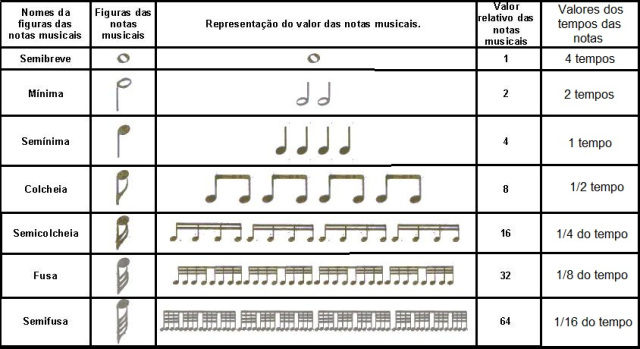 Nomes da
figuras das
notas musicais
Figuras das
notas
musicais
Representação do valor das notas musicais.
Valor
relativo das
notas
musicais
Valores dos
tempos das
notas
Semibreve
1
4 tempos
Mínima
2
2 tempos
Semínima
4
1 tempo
Colcheia
8
1/2 tempo
Semicolcheia
16
1/4 do tempo
Fusa
32
1/8 do tempo
Semifusa
64
1/16 do tempo